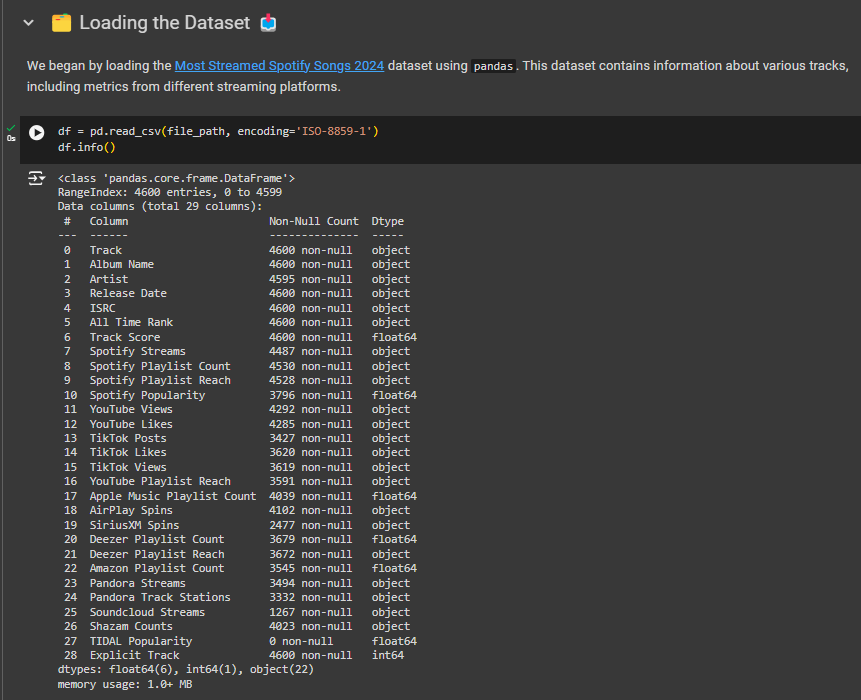 Loading the Dataset
We began by loading the Most Streamed Spotify Songs 2024 dataset using pandas. This dataset contains information about various tracks,
including metrics from different streaming platforms.
0s
df = pd.read_csv(file_path, encoding='ISO-8859-1')
df.info()
<class 'pandas.core.frame.DataFrame'>
RangeIndex: 4600 entries, 0 to 4599
Data columns (total 29 columns):
 #   Column                      Non-Null Count  Dtype
---  ------                      --------------  -----
 0   Track                       4600 non-null   object
 1   Album Name                  4600 non-null   object
 2   Artist                      4595 non-null   object
 3   Release Date                4600 non-null   object
 4   ISRC                        4600 non-null   object
 5   All Time Rank               4600 non-null   object
 6   Track Score                 4600 non-null   float64
 7   Spotify Streams             4487 non-null   object
 8   Spotify Playlist Count      4530 non-null   object
 9   Spotify Playlist Reach      4528 non-null   object
 10  Spotify Popularity          3796 non-null   float64
 11  YouTube Views               4292 non-null   object
 12  YouTube Likes               4285 non-null   object
 13  TikTok Posts                3427 non-null   object
 14  TikTok Likes                3620 non-null   object
 15  TikTok Views                3619 non-null   object
 16  YouTube Playlist Reach      3591 non-null   object
 17  Apple Music Playlist Count  4039 non-null   float64
 18  AirPlay Spins               4102 non-null   object
 19  SiriusXM Spins              2477 non-null   object
 20  Deezer Playlist Count       3679 non-null   float64
 21  Deezer Playlist Reach       3672 non-null   object
 22  Amazon Playlist Count       3545 non-null   float64
 23  Pandora Streams             3494 non-null   object
 24  Pandora Track Stations      3332 non-null   object
 25  Soundcloud Streams          1267 non-null   object
 26  Shazam Counts               4023 non-null   object
 27  TIDAL Popularity            0 non-null      float64
 28  Explicit Track              4600 non-null   int64
dtypes: float64(6), int64(1), object(22)
memory usage: 1.0+ MB